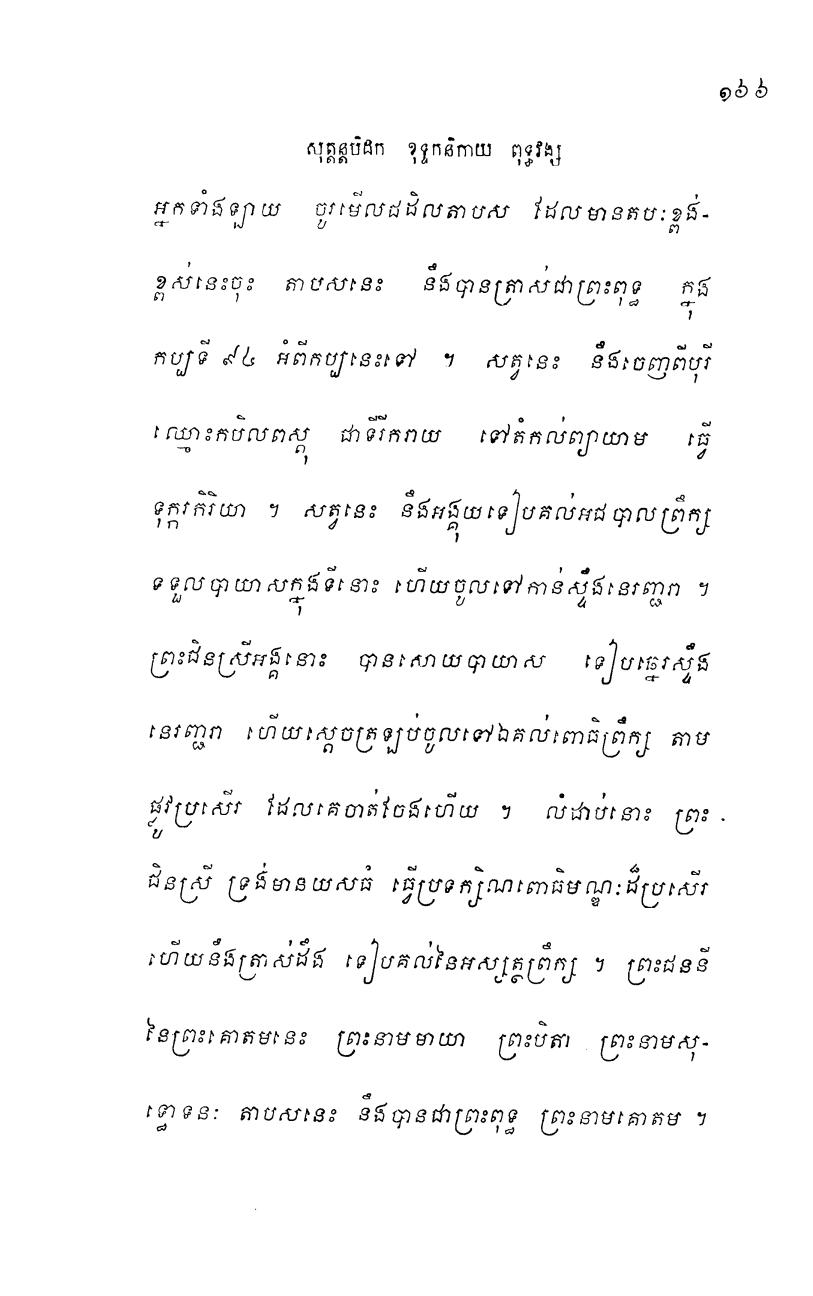 ១៦៦
សុត្តន្តបិដក ខុទ្ទកនិកាយ ពុទ្ធវង្ស
អ្នកទាំងឡាយ ចូរមើលជដិលតាបស ដែលមានតបៈខ្ពង់-
ខ្ពស់នេះចុះ តាបសនេះ នឹងបានត្រាស់ជាព្រះពុទ្ធ ក្នុង
កប្បទី ៩៤ អំពីកប្បនេះទៅ ។ សត្វនេះ នឹងចេញពីបុរី
ឈ្មោះកបិលពស្តុ ជាទីរីករាយ ទៅតំកល់ព្យាយាម ធ្វើ
ទុក្ករកិរិយា ។ សត្វនេះ នឹងអង្គុយទៀបគល់អជបាលព្រឹក្ស
ទទួលបាយាសក្នុងទីនោះ ហើយចូលទៅកាន់ស្ទឹងនេរញ្ជរា ។
ព្រះជិនស្រីអង្គនោះ បានសោយបាយាស ទៀបឆ្នេរស្ទឹង
នេរញ្ជរា ហើយស្តេចត្រឡប់ចូលទៅឯគល់ពោធិព្រឹក្ស តាម
ផ្លូវប្រសើរ ដែលគេចាត់ចែងហើយ ។ លំដាប់នោះ ព្រះ
ជិនស្រី ទ្រង់មានយសធំ ធ្វើប្រទក្សិណពោធិមណ្ឌៈដ៏ប្រសើរ
ហើយនឹងត្រាស់ដឹង ទៀបគល់នៃអស្សត្ថព្រឹក្ស ។ ព្រះជននី
នៃព្រះគោតមនេះ ព្រះនាមមាយា ព្រះបិតា ព្រះនាមសុ-
ទ្ធោទនៈ តាបសនេះ នឹងបានជាព្រះពុទ្ធ ព្រះនាមគោតម ។